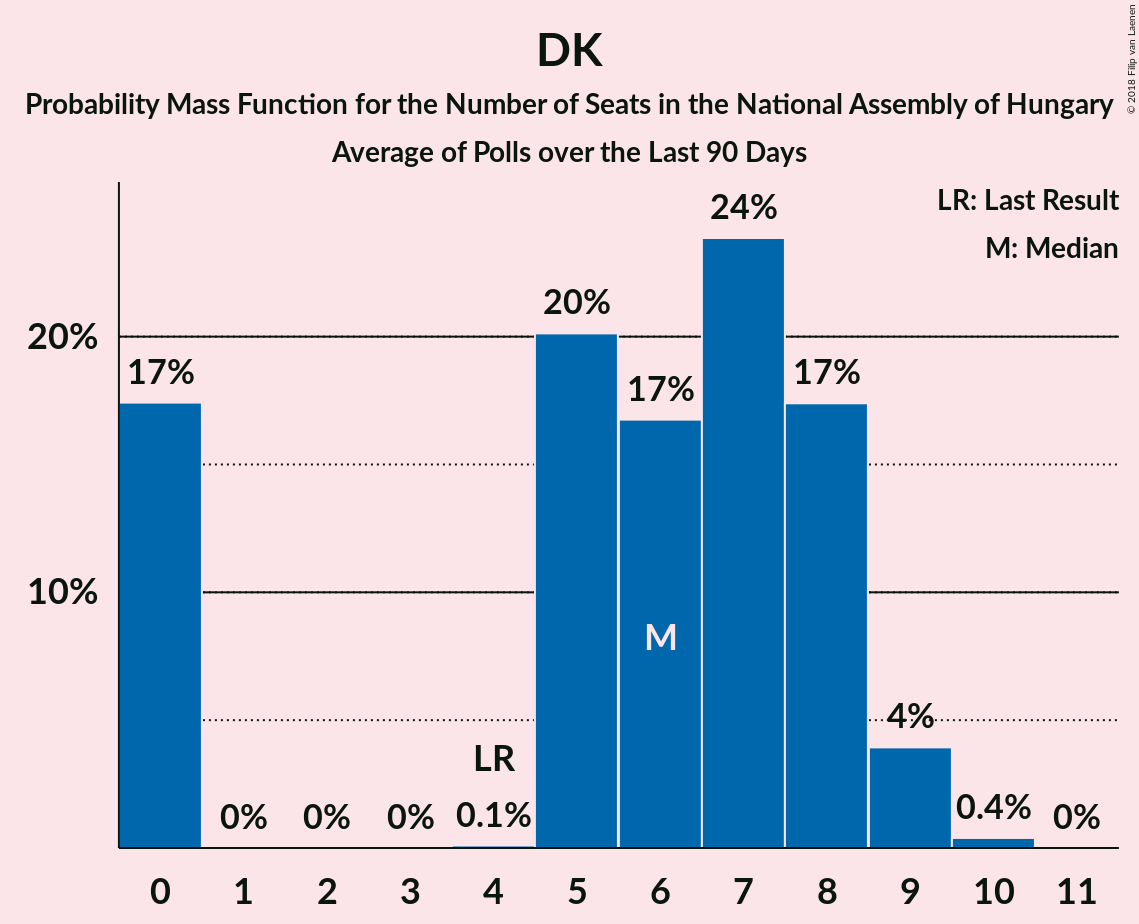 DK
Probability Mass Function for the Number of Seats in the National Assembly of Hungary
Average of Polls over the Last 90 Days
© 2018 Filip van Laenen
LR: Last Result
M: Median
20%
10%
17%
0%
0%
0%
LR
0.1%
20%
17%
M
24%
17%
4%
0.4%
0%
0 1 2 3 4 5 6 7 8 9 10 11